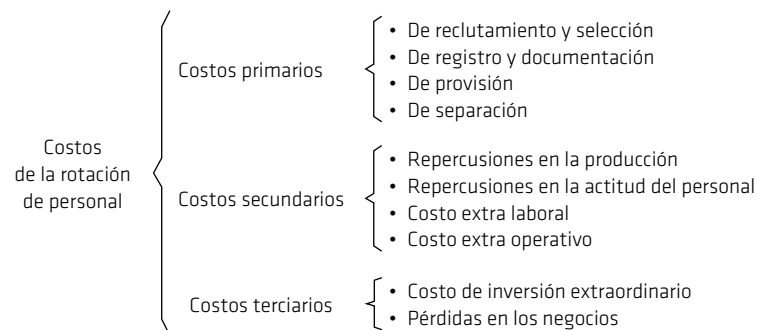 Costos
de la rotación
de personal
Costos primarios
• De reclutamiento y selección
• De registro y documentación
• De provisión
• De separación
Costos secundarios
• Repercusiones en la producción
• Repercusiones en la actitud del personal
• Costo extra laboral
• Costo extra operativo
Costos terciarios
• Costo de inversión extraordinario
• Pérdidas en los negocios